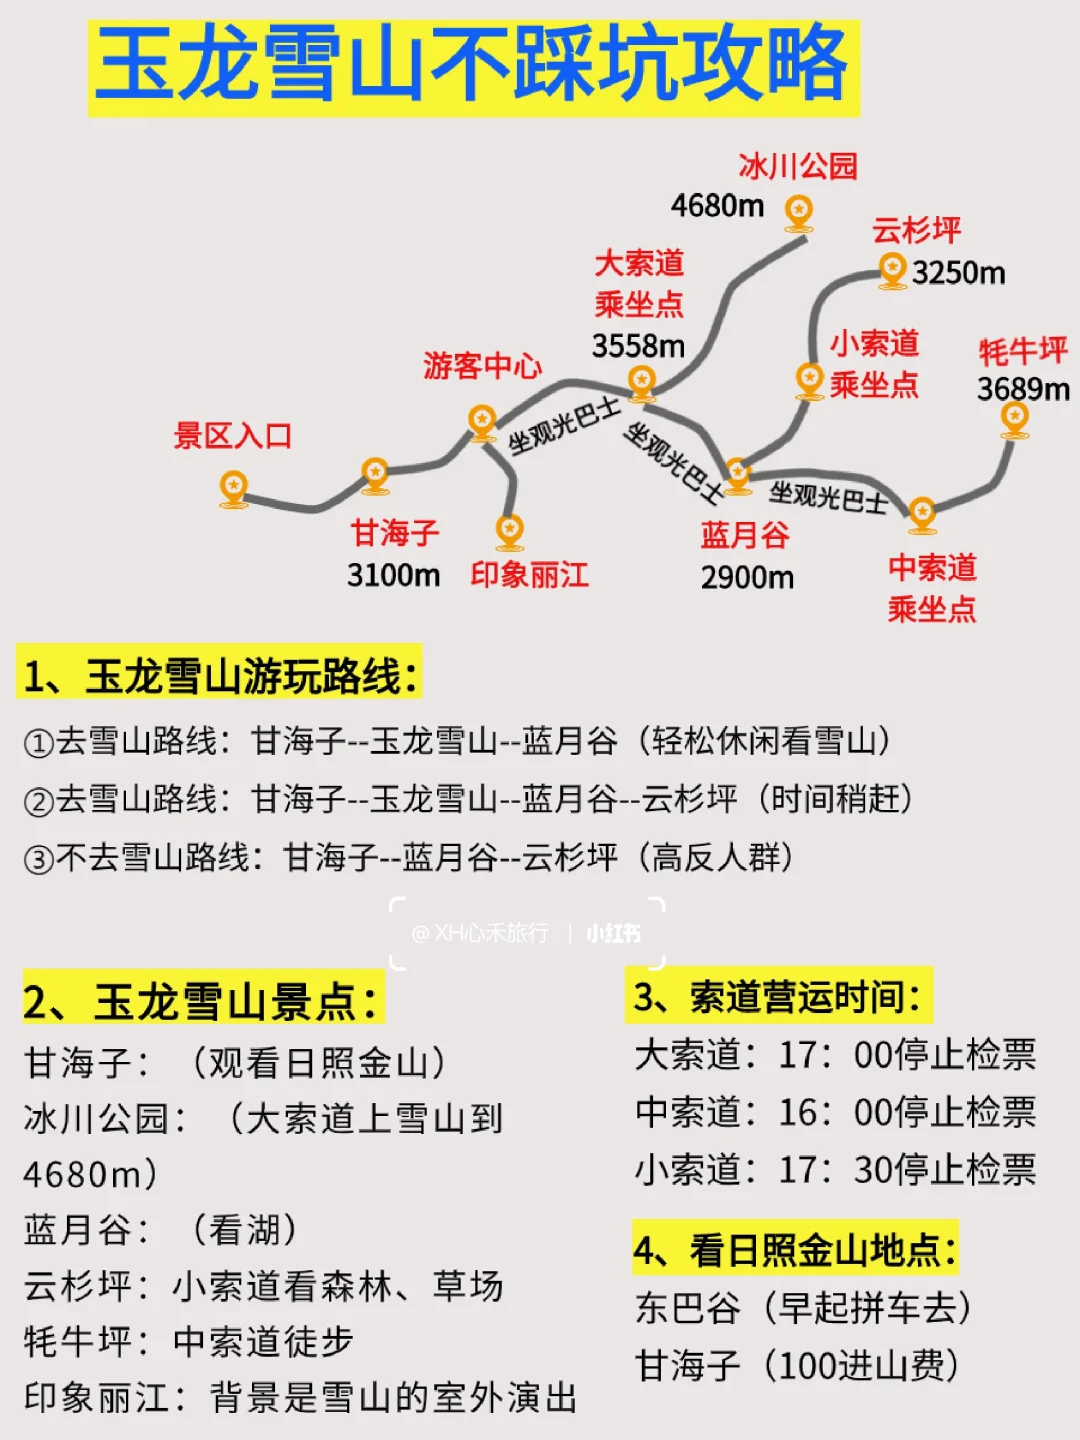 玉龙雪山不踩坑攻略
冰川公园
4680m
云杉坪
3250m
大索道
乘坐点
3558m
小索道
乘坐点
牦牛坪
3689m
游客中心
坐观光巴士
坐观光巴士
坐观光巴士
景区入口
甘海子
3100m
印象丽江
蓝月谷
2900m
中索道
乘坐点
1、玉龙雪山游玩路线：
①去雪山路线：甘海子--玉龙雪山--蓝月谷（轻松休闲看雪山）
②去雪山路线：甘海子--玉龙雪山--蓝月谷--云杉坪（时间稍赶）
③不去雪山路线：甘海子--蓝月谷--云杉坪（高反人群）
@XH心禾旅行 | 小红书
2、玉龙雪山景点：
甘海子：（观看日照金山）
冰川公园：（大索道上雪山到
4680m）
蓝月谷：（看湖）
云杉坪：小索道看森林、草场
牦牛坪：中索道徒步
印象丽江：背景是雪山的室外演出
3、索道营运时间：
大索道：17：00停止检票
中索道：16：00停止检票
小索道：17：30停止检票
4、看日照金山地点：
东巴谷（早起拼车去）
甘海子（100进山费）